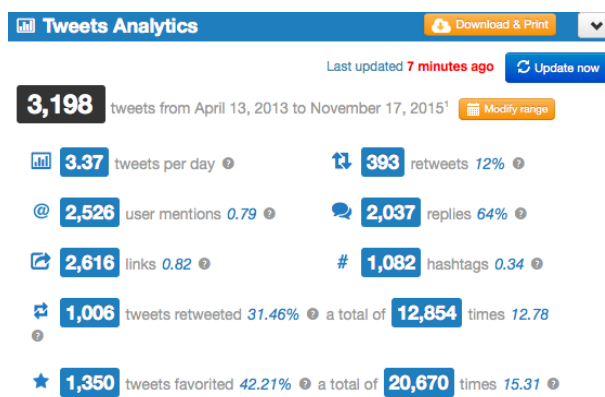 Tweets Analytics
Download & Print
Last updated 7 minutes ago
Update now
3,198 tweets from April 13, 2013 to November 17, 2015¹
Modify range
3.37 tweets per day ?
393 retweets 12% ?
@ 2,526 user mentions 0.79 ?
2,037 replies 64% ?
2,616 links 0.82 ?
# 1,082 hashtags 0.34 ?
1,006 tweets retweeted 31.46% ? a total of 12,854 times 12.78
?
1,350 tweets favorited 42.21% ? a total of 20,670 times 15.31 ?